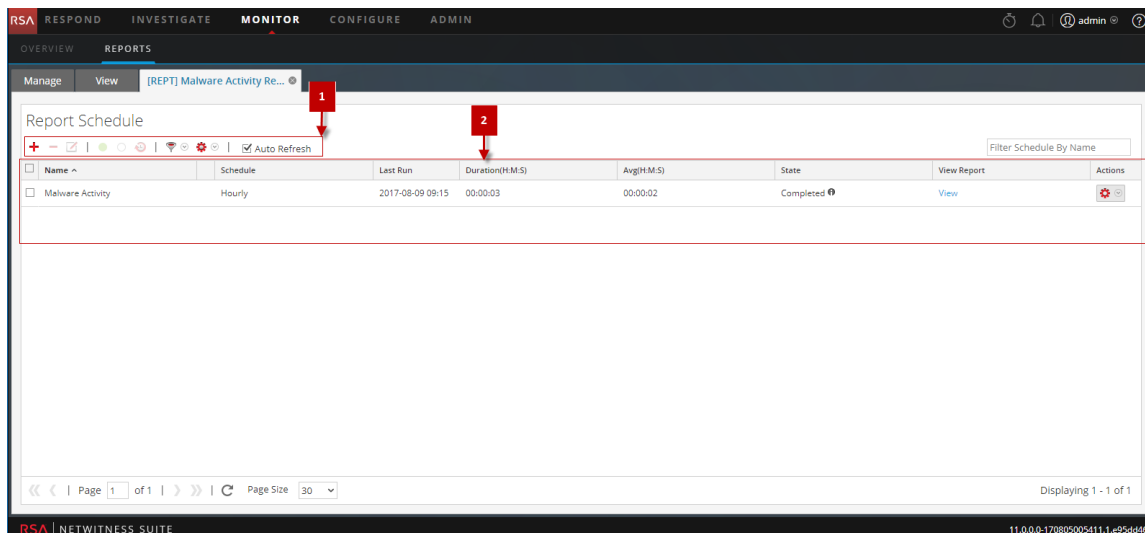 RSA RESPOND INVESTIGATE MONITOR CONFIGURE ADMIN admin
OVERVIEW REPORTS
Manage View [REPT] Malware Activity Re...
1
2
Report Schedule
Auto Refresh
Filter Schedule By Name
Name Schedule Last Run Duration(H:M:S) Avg(H:M:S) State View Report Actions
Malware Activity Hourly 2017-08-09 09:15 00:00:03 00:00:02 Completed View
Page 1 of 1 | Page Size 30 Displaying 1 - 1 of 1
RSA | NETWITNESS SUITE 11.0.0.0-170805005411.1.e95dd46